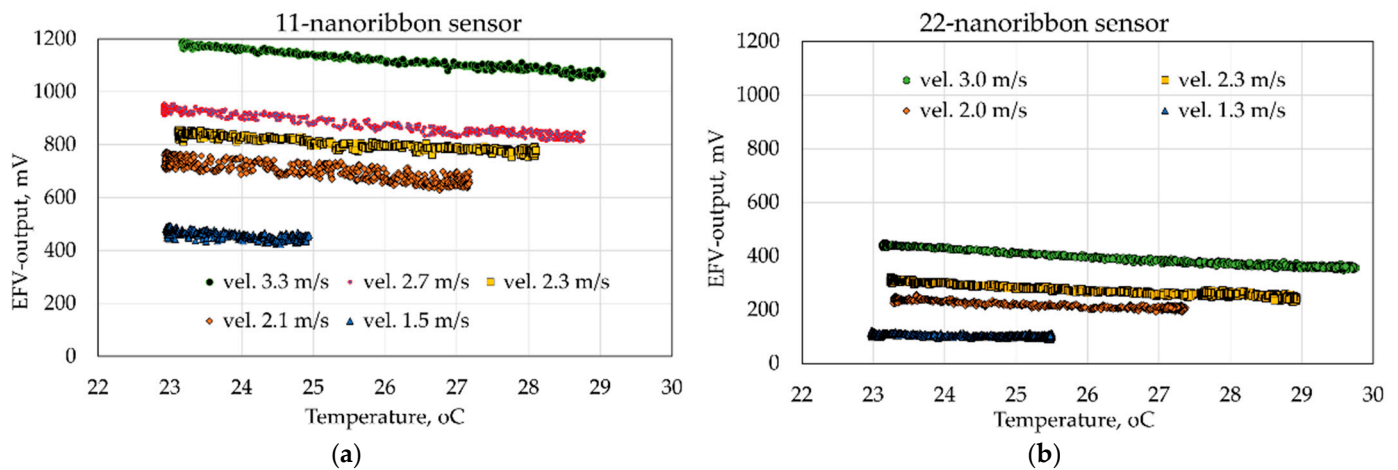 11-nanoribbon sensor
1200
1000
800
600
400
200
0
EFV-output, mV
vel. 3.3 m/s vel. 2.7 m/s vel. 2.3 m/s
vel. 2.1 m/s vel. 1.5 m/s
22 23 24 25 26 27 28 29 30
Temperature, oC
(a)
22-nanoribbon sensor
1200
1000
800
600
400
200
0
EFV-output, mV
vel. 3.0 m/s vel. 2.3 m/s
vel. 2.0 m/s vel. 1.3 m/s
22 23 24 25 26 27 28 29 30
Temperature, oC
(b)